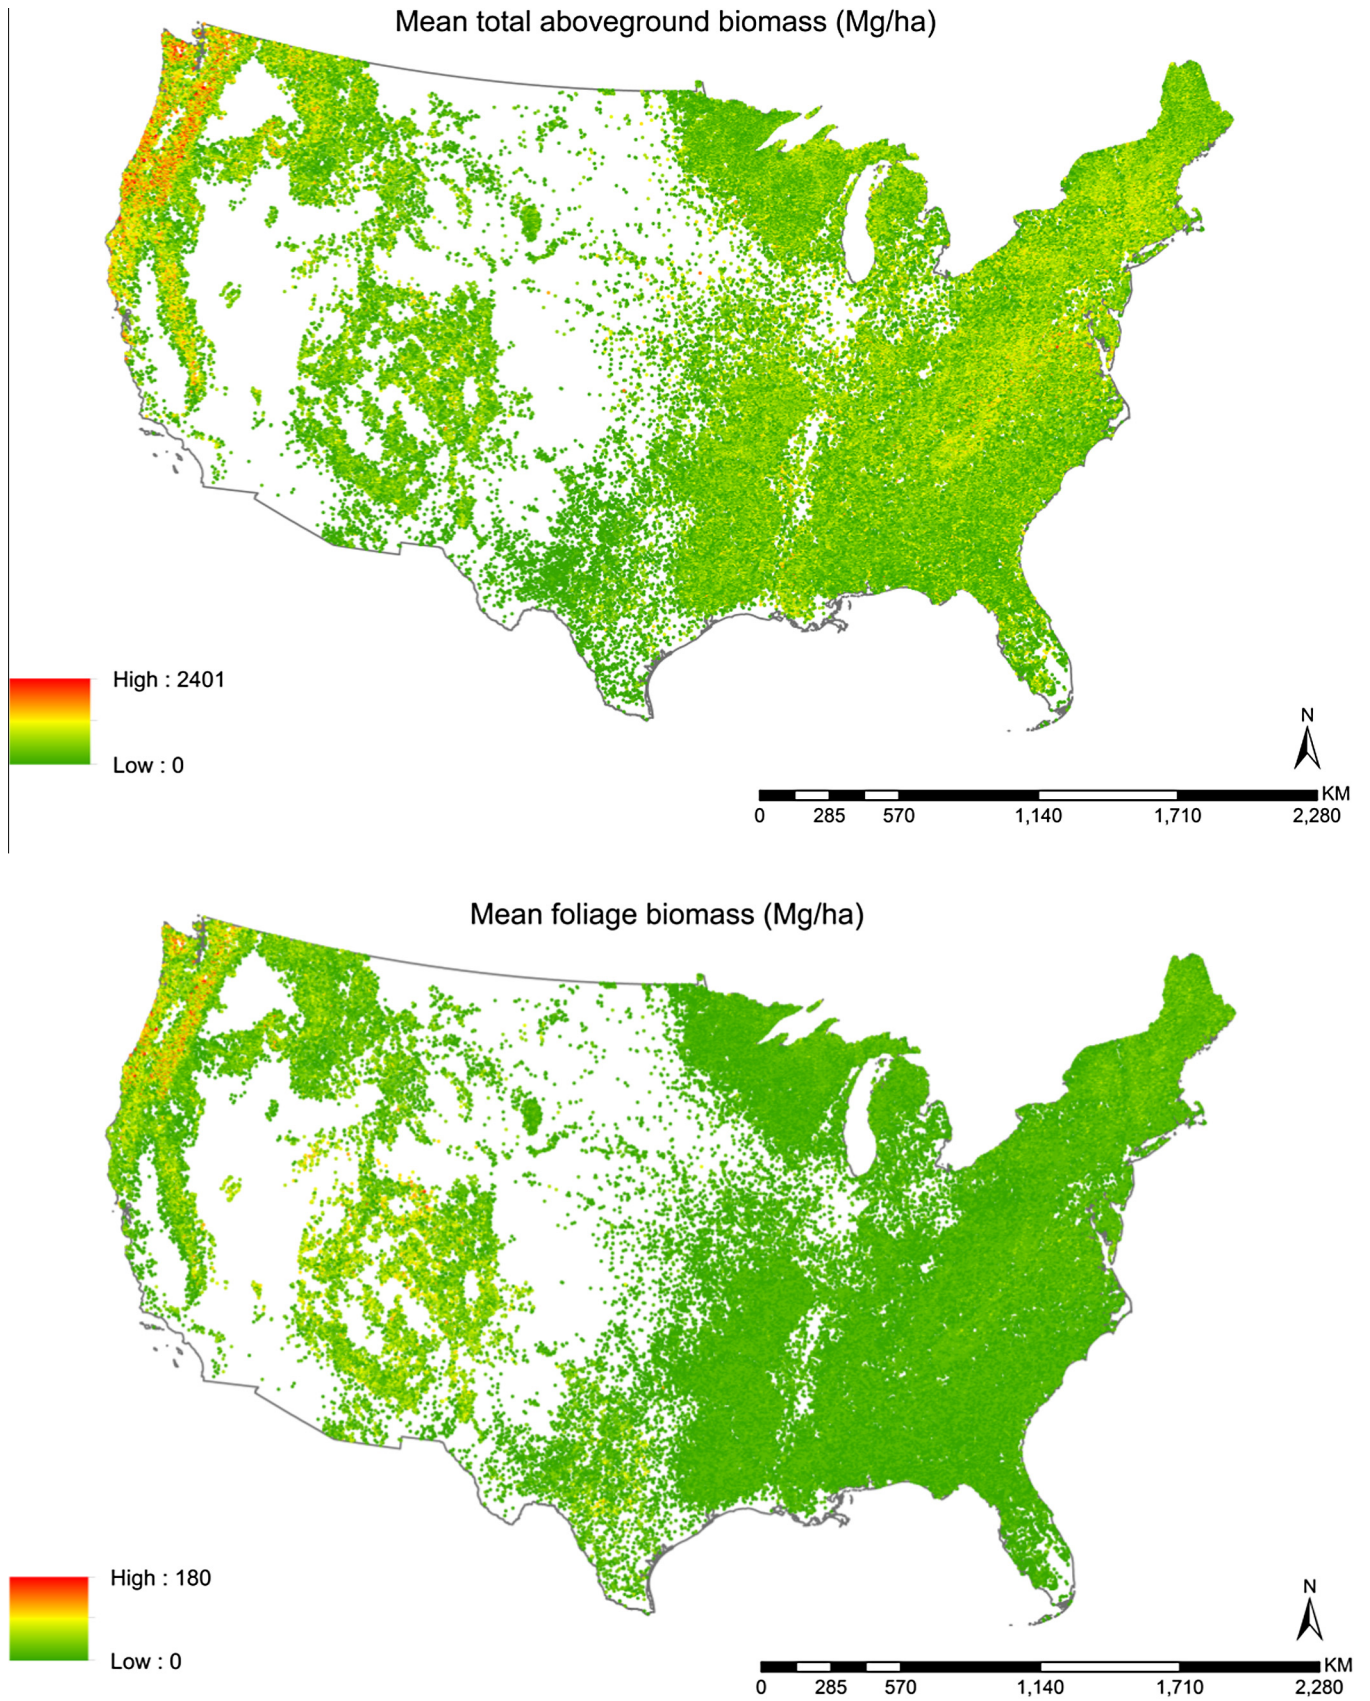 Mean total aboveground biomass (Mg/ha)
High : 2401
Low : 0
N
KM
0 285 570 1,140 1,710 2,280
Mean foliage biomass (Mg/ha)
High : 180
Low : 0
N
KM
0 285 570 1,140 1,710 2,280